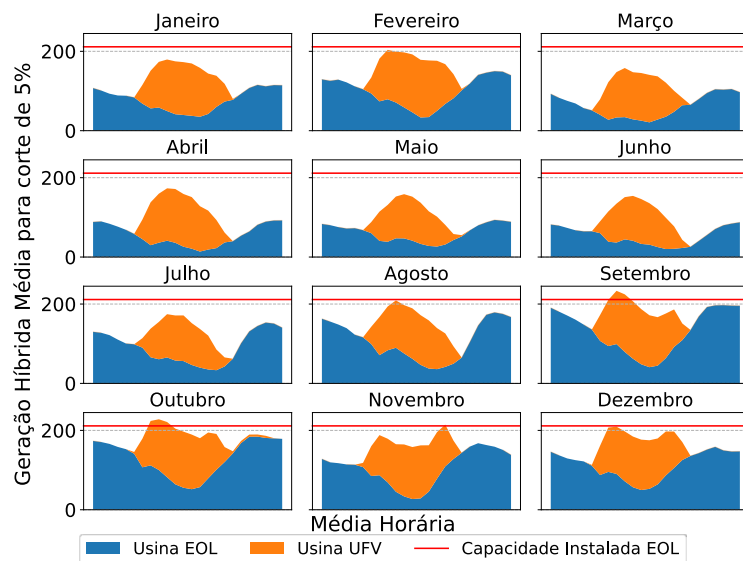 Janeiro
Fevereiro
Março
200
0
Abril
Maio
Junho
200
0
Julho
Agosto
Setembro
200
0
Outubro
Novembro
Dezembro
200
0
Geração Híbrida Média para corte de 5%
Média Horária
Usina EOL
Usina UFV
Capacidade Instalada EOL